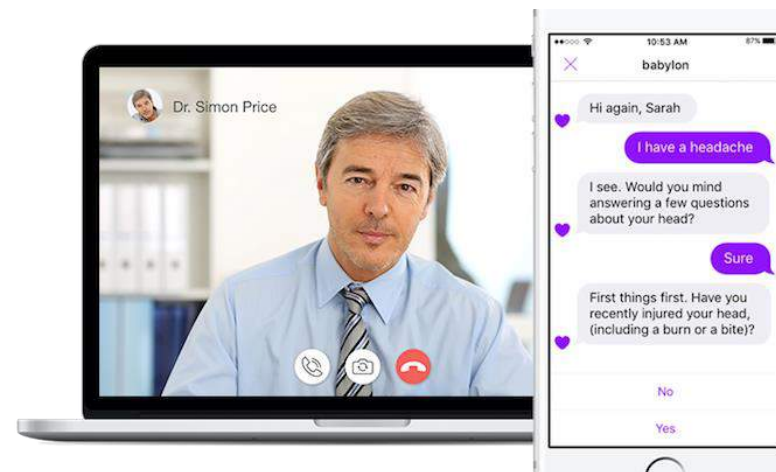 Dr. Simon Price
10:53 AM
87%
babylon
Hi again, Sarah
I have a headache
I see. Would you mind
answering a few questions
about your head?
Sure
First things first. Have you
recently injured your head,
(including a burn or a bite)?
No
Yes